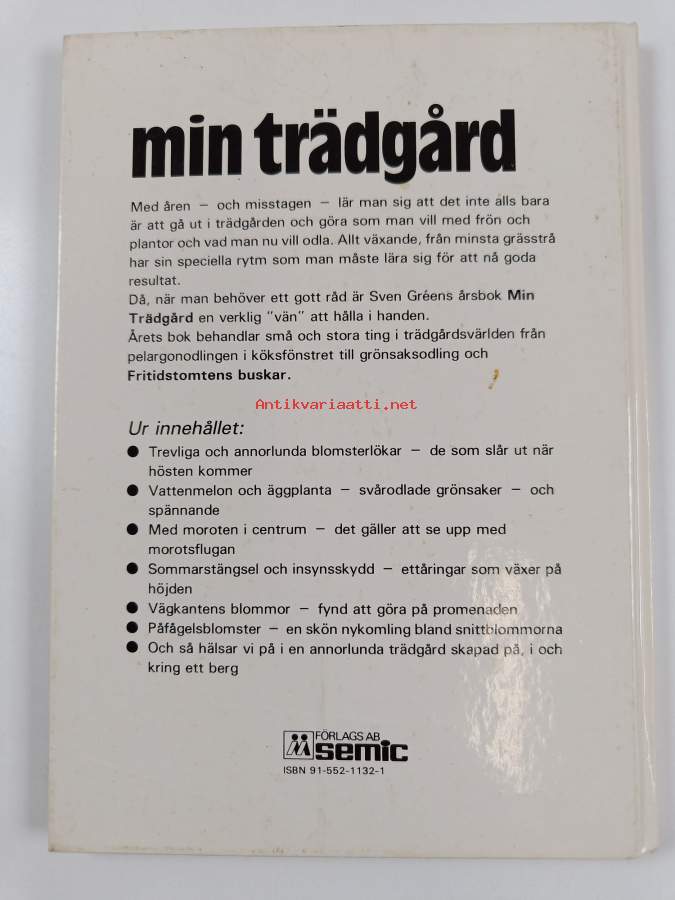 min trädgård
Med åren – och misstagen – lär man sig att det inte alls bara
är att gå ut i trädgården och göra som man vill med frön och
plantor och vad man nu vill odla. Allt växande, från minsta grässtrå
har sin speciella rytm som man måste lära sig för att nå goda
resultat.
Då, när man behöver ett gott råd är Sven Gréens årsbok Min
Trädgård en verklig "vän" att hålla i handen.
Årets bok behandlar små och stora ting i trädgårdsvärlden från
pelargonodlingen i köksfönstret till grönsaksodling och
Fritidstomtens buskar.
Antikvariaatti.net
Ur innehållet:
● Trevliga och annorlunda blomsterlökar – de som slår ut när
hösten kommer
● Vattenmelon och äggplanta – svårodlade grönsaker – och
spännande
● Med moroten i centrum – det gäller att se upp med
morotsflugan
● Sommarstängsel och insynsskydd – ettåringar som växer på
höjden
● Vägkantens blommor – fynd att göra på promenaden
● Påfågelsblomster – en skön nykomling bland snittblommorna
● Och så hälsar vi på i en annorlunda trädgård skapad på, i och
kring ett berg
FÖRLAGS AB
semic
ISBN 91-552-1132-1